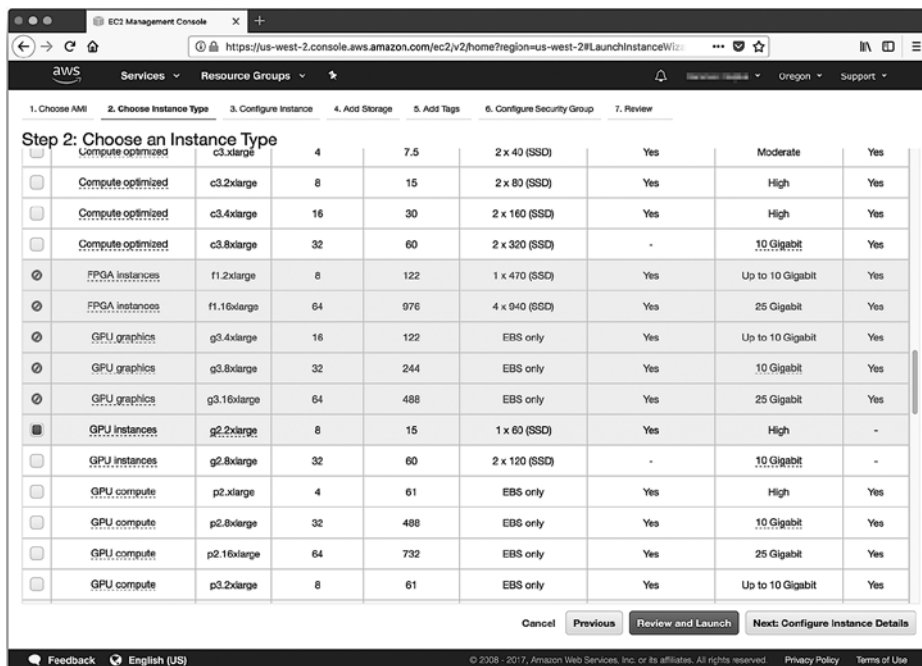 EC2 Management Console
https://us-west-2.console.aws.amazon.com/ec2/v2/home?region=us-west-2#LaunchInstanceWiza
aws Services Resource Groups Oregon Support
1. Choose AMI 2. Choose Instance Type 3. Configure Instance 4. Add Storage 5. Add Tags 6. Configure Security Group 7. Review
Step 2: Choose an Instance Type
Compute optimized c3.xlarge 4 7.5 2 x 40 (SSD) Yes Moderate Yes
Compute optimized c3.2xlarge 8 15 2 x 80 (SSD) Yes High Yes
Compute optimized c3.4xlarge 16 30 2 x 160 (SSD) Yes High Yes
Compute optimized c3.8xlarge 32 60 2 x 320 (SSD) - 10 Gigabit Yes
FPGA instances f1.2xlarge 8 122 1 x 470 (SSD) Yes Up to 10 Gigabit Yes
FPGA instances f1.16xlarge 64 976 4 x 940 (SSD) Yes 25 Gigabit Yes
GPU graphics g3.4xlarge 16 122 EBS only Yes Up to 10 Gigabit Yes
GPU graphics g3.8xlarge 32 244 EBS only Yes 10 Gigabit Yes
GPU graphics g3.16xlarge 64 488 EBS only Yes 25 Gigabit Yes
GPU instances g2.2xlarge 8 15 1 x 60 (SSD) Yes High -
GPU instances g2.8xlarge 32 60 2 x 120 (SSD) - 10 Gigabit -
GPU compute p2.xlarge 4 61 EBS only Yes High Yes
GPU compute p2.8xlarge 32 488 EBS only Yes 10 Gigabit Yes
GPU compute p2.16xlarge 64 732 EBS only Yes 25 Gigabit Yes
GPU compute p3.2xlarge 8 61 EBS only Yes Up to 10 Gigabit Yes
Cancel Previous Review and Launch Next: Configure Instance Details
Feedback English (US) © 2008 - 2017, Amazon Web Services, Inc. or its affiliates. All rights reserved. Privacy Policy Terms of Use